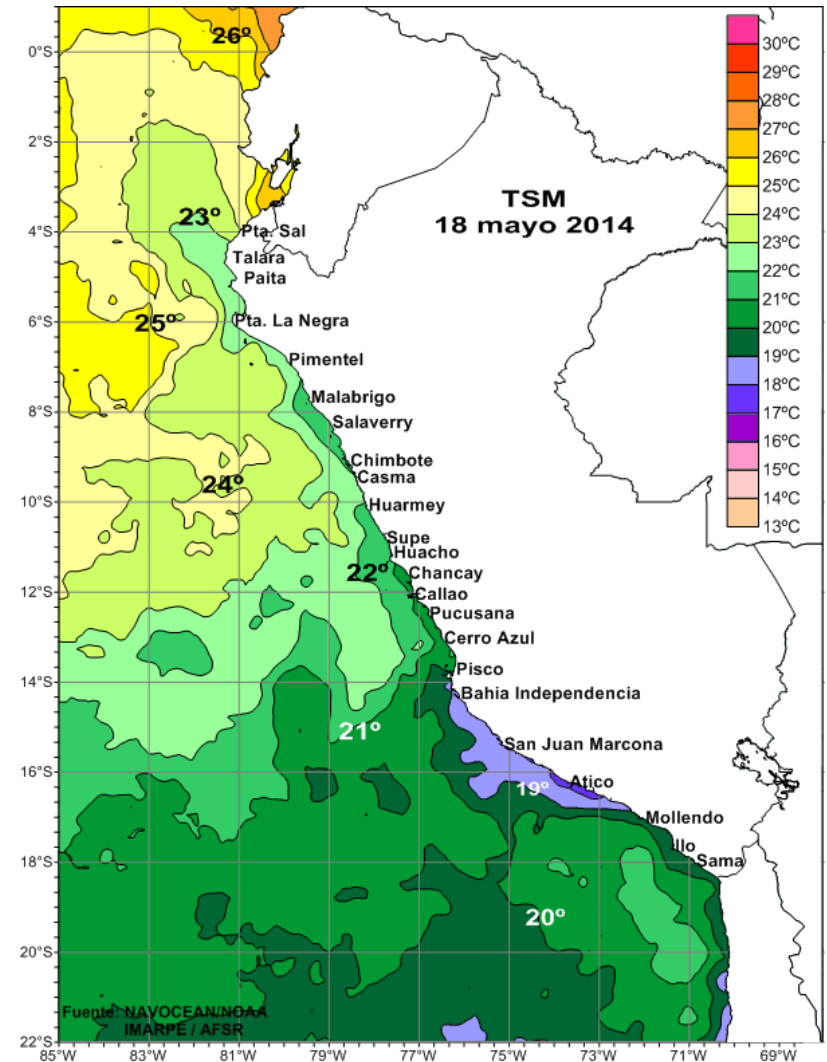 26º
0ºS
30ºC
29ºC
28ºC
27ºC
26ºC
25ºC
24ºC
23ºC
22ºC
21ºC
20ºC
19ºC
18ºC
17ºC
16ºC
15ºC
14ºC
13ºC
2ºS
TSM
18 mayo 2014
23º
4ºS
Pta. Sal
Talara
Paita
6ºS
25º
Pta. La Negra
Pimentel
8ºS
Malabrigo
Salaverry
Chimbote
Casma
24º
10ºS
Huarmey
Supe
Huacho
22º
Chancay
12ºS
Callao
Pucusana
Cerro Azul
Pisco
14ºS
Bahia Independencia
21º
San Juan Marcona
16ºS
Atico
19º
Mollendo
Ilo
18ºS
Sama
20º
20ºS
Fuente: NAVOCEAN/NOAA
IMARPE / AFSR
22ºS
85ºW 83ºW 81ºW 79ºW 77ºW 75ºW 73ºW 71ºW 69ºW